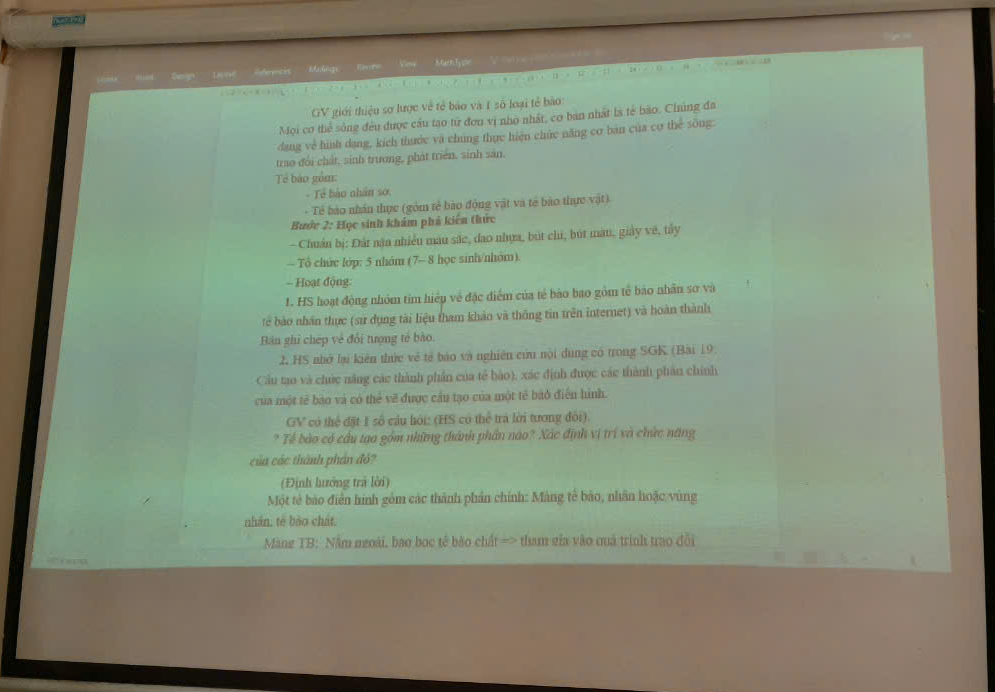 Design
Layout
References
Mailings
Review
View
MathType
GV giới thiệu sơ lược về tế bào và 1 số loại tế bào:
Mọi cơ thể sống đều được cấu tạo từ đơn vị nhỏ nhất, cơ bản nhất là tế bào. Chúng đa
dạng về hình dạng, kích thước và chúng thực hiện chức năng cơ bản của cơ thể sống:
trao đổi chất, sinh trưởng, phát triển, sinh sản.
Tế bào gồm:
- Tế bào nhân sơ.
- Tế bào nhân thực (gồm tế bào động vật và tế bào thực vật).
Bước 2: Học sinh khám phá kiến thức
– Chuẩn bị: Đất nặn nhiều màu sắc, dao nhựa, bút chì, bút màu, giấy vẽ, tẩy
– Tổ chức lớp: 5 nhóm (7– 8 học sinh/nhóm).
– Hoạt động:
1. HS hoạt động nhóm tìm hiểu về đặc điểm của tế bào bao gồm tế bào nhân sơ và
tế bào nhân thực (sử dụng tài liệu tham khảo và thông tin trên internet) và hoàn thành
Bản ghi chép về đối tượng tế bào.
2. HS nhớ lại kiến thức về tế bào và nghiên cứu nội dung có trong SGK (Bài 19:
Cấu tạo và chức năng các thành phần của tế bào), xác định được các thành phần chính
của một tế bào và có thể vẽ được cấu tạo của một tế bào điển hình.
GV có thể đặt 1 số câu hỏi: (HS có thể trả lời tương đối).
? Tế bào có cấu tạo gồm những thành phần nào? Xác định vị trí và chức năng
của các thành phần đó?
(Định hướng trả lời)
Một tế bào điển hình gồm các thành phần chính: Màng tế bào, nhân hoặc vùng
nhân, tế bào chất.
Màng TB: Nằm ngoài, bao bọc tế bào chất => tham gia vào quá trình trao đổi